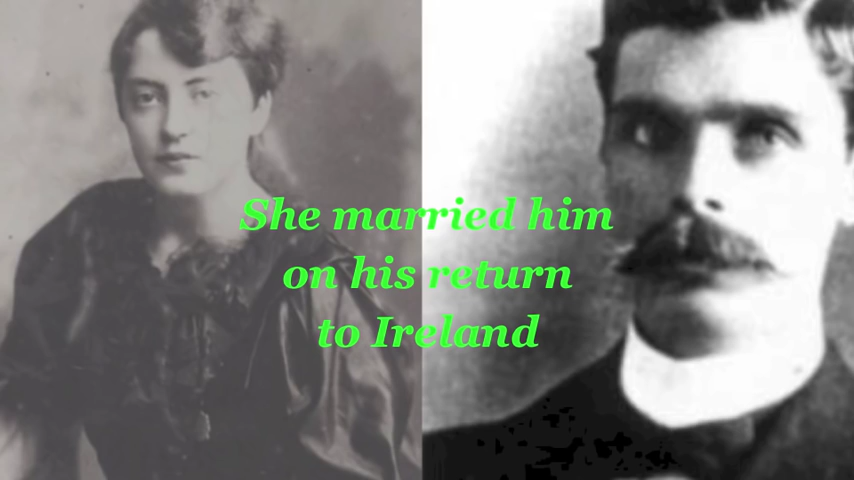 She married him
on his return
to Ireland